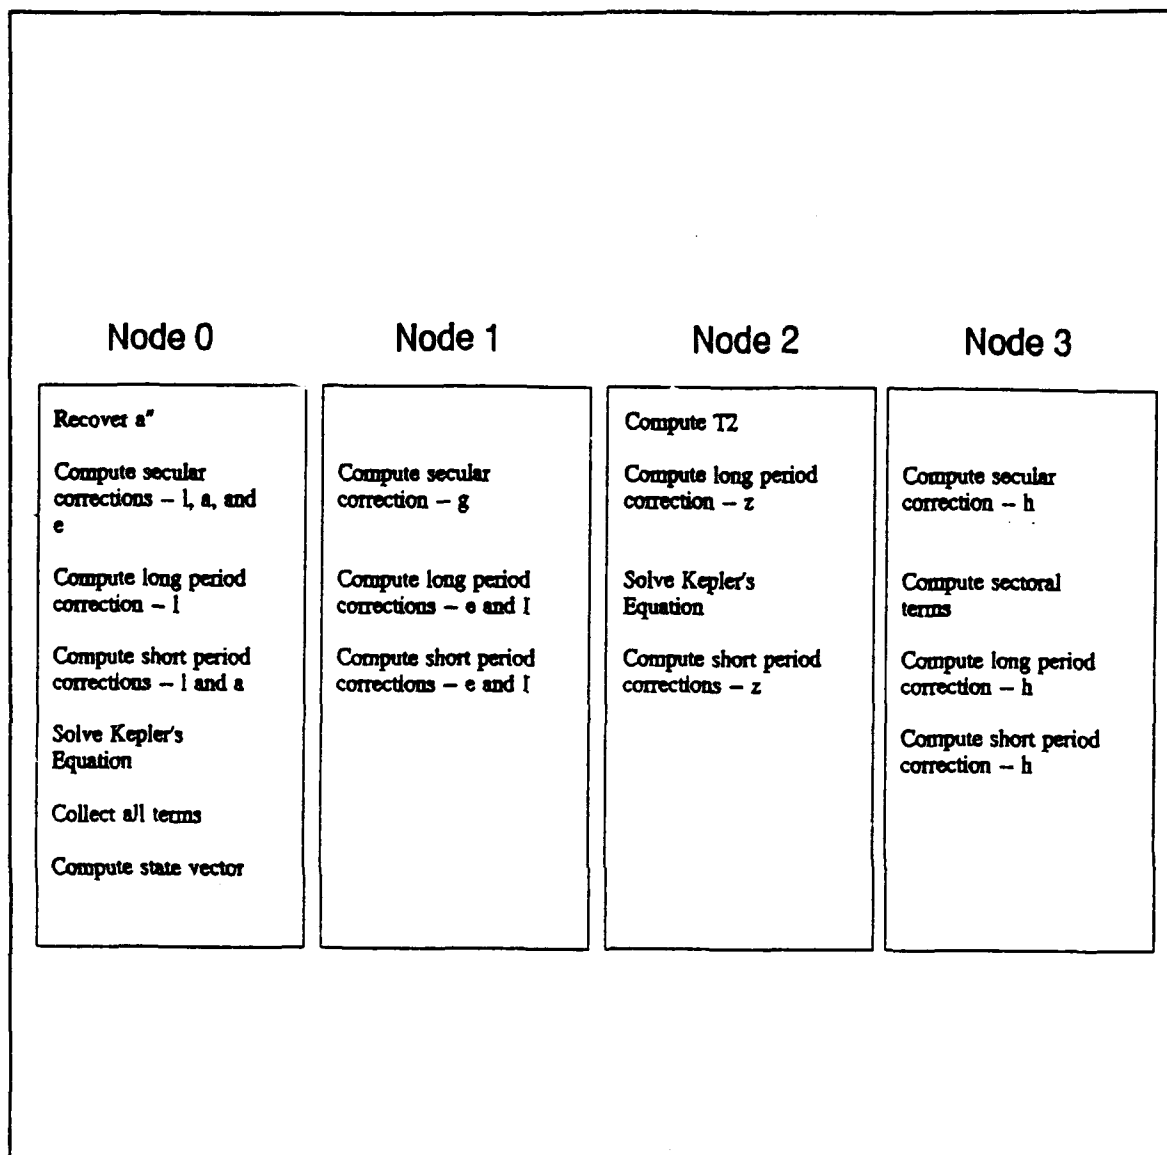 Node 0
Recover a"
Compute secular
corrections – l, a, and
e
Compute long period
correction – l
Compute short period
corrections – l and a
Solve Kepler's
Equation
Collect all terms
Compute state vector
Node 1
Compute secular
correction – g
Compute long period
corrections – e and I
Compute short period
corrections – e and I
Node 2
Compute T2
Compute long period
correction – z
Solve Kepler's
Equation
Compute short period
corrections – z
Node 3
Compute secular
correction – h
Compute sectoral
terms
Compute long period
correction – h
Compute short period
correction – h